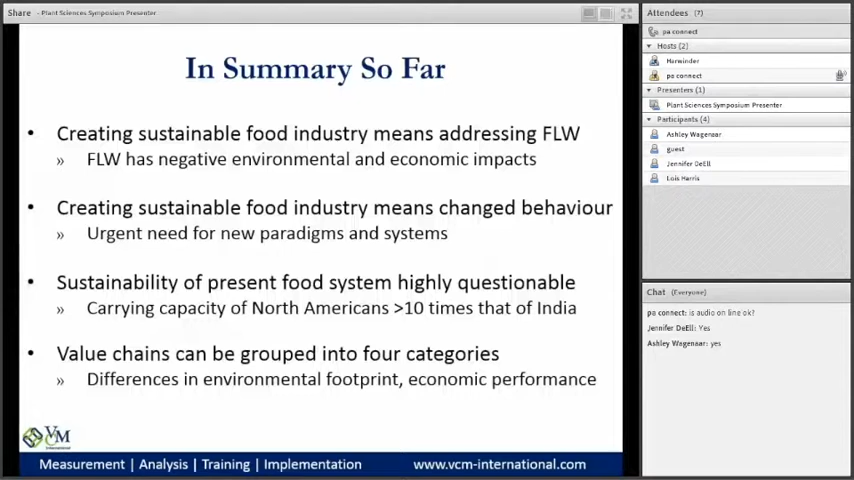 Share - Plant Sciences Symposium Presenter
In Summary So Far
• Creating sustainable food industry means addressing FLW
» FLW has negative environmental and economic impacts
• Creating sustainable food industry means changed behaviour
» Urgent need for new paradigms and systems
• Sustainability of present food system highly questionable
» Carrying capacity of North Americans >10 times that of India
• Value chains can be grouped into four categories
» Differences in environmental footprint, economic performance
VCM
International
Measurement | Analysis | Training | Implementation www.vcm-international.com
Attendees (7)
pa connect
Hosts (2)
Harwinder
pa connect
Presenters (1)
Plant Sciences Symposium Presenter
Participants (4)
Ashley Wagenaar
guest
Jennifer DeEll
Lois Harris
Chat (Everyone)
pa connect: is audio on line ok?
Jennifer DeEll: Yes
Ashley Wagenaar: yes